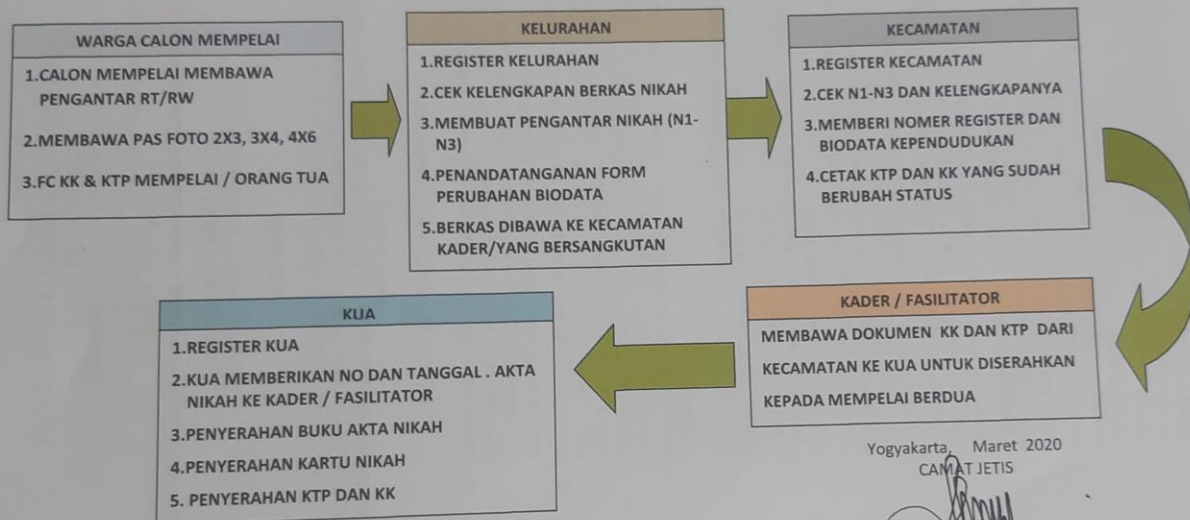 WARGA CALON MEMPELAI
1.CALON MEMPELAI MEMBAWA
PENGANTAR RT/RW
2.MEMBAWA PAS FOTO 2X3, 3X4, 4X6
3.FC KK & KTP MEMPELAI / ORANG TUA
KELURAHAN
1.REGISTER KELURAHAN
2.CEK KELENGKAPAN BERKAS NIKAH
3.MEMBUAT PENGANTAR NIKAH (N1-
N3)
4.PENANDATANGANAN FORM
PERUBAHAN BIODATA
5.BERKAS DIBAWA KE KECAMATAN
KADER/YANG BERSANGKUTAN
KECAMATAN
1.REGISTER KECAMATAN
2.CEK N1-N3 DAN KELENGKAPANYA
3.MEMBERI NOMER REGISTER DAN
BIODATA KEPENDUDUKAN
4.CETAK KTP DAN KK YANG SUDAH
BERUBAH STATUS
KADER / FASILITATOR
MEMBAWA DOKUMEN KK DAN KTP DARI
KECAMATAN KE KUA UNTUK DISERAHKAN
KEPADA MEMPELAI BERDUA
KUA
1.REGISTER KUA
2.KUA MEMBERIKAN NO DAN TANGGAL . AKTA
NIKAH KE KADER / FASILITATOR
3.PENYERAHAN BUKU AKTA NIKAH
4.PENYERAHAN KARTU NIKAH
5. PENYERAHAN KTP DAN KK
Yogyakarta, Maret 2020
CAMAT JETIS